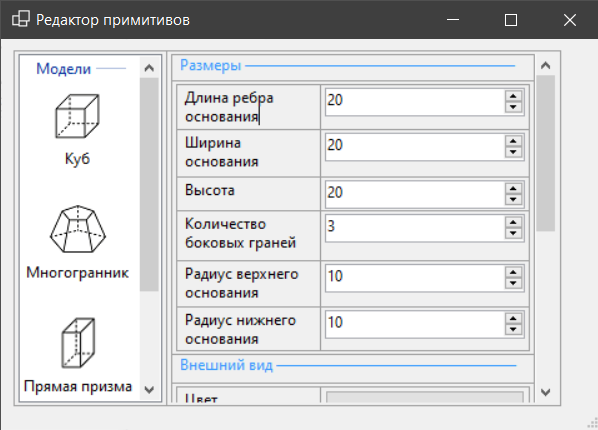 Редактор примитивов
Модели
Куб
Многогранник
Прямая призма
Размеры
Длина ребра
основания
20
Ширина
основания
20
Высота
20
Количество
боковых граней
3
Радиус верхнего
основания
10
Радиус нижнего
основания
10
Внешний вид
Цвет